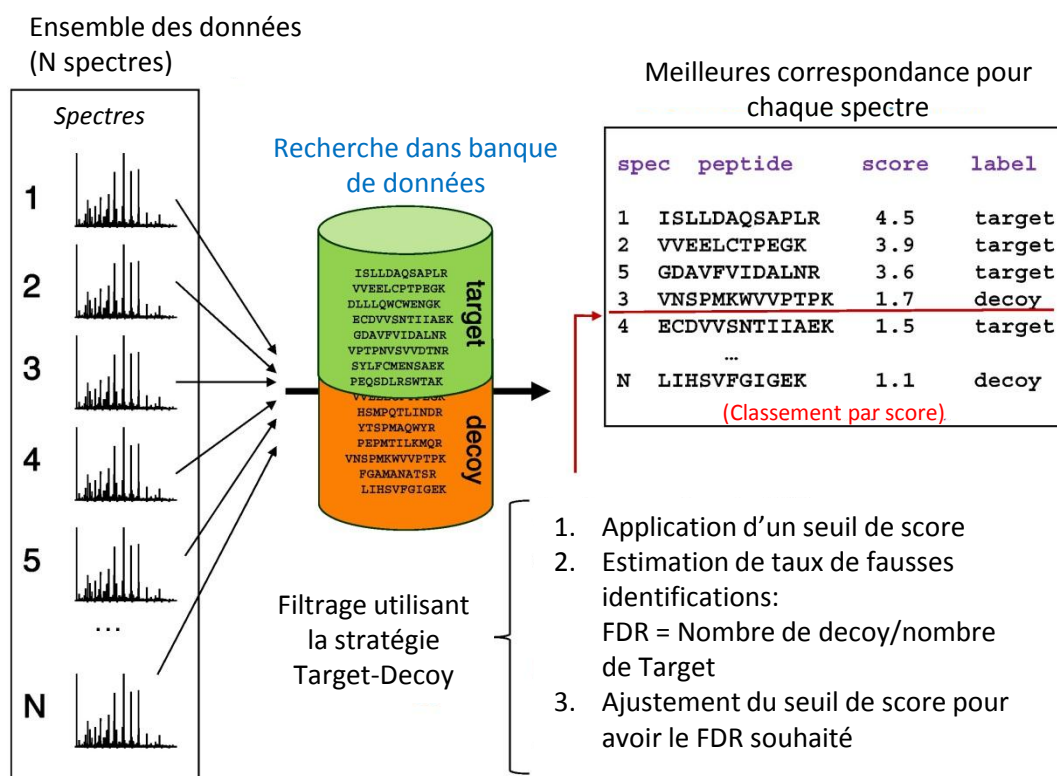 Ensemble des données
(N spectres)
Spectres
1
2
3
4
5
...
N
Recherche dans banque
de données
ISLLDAQSAPLR
VVEELCPTPEGK
DLLLQWCWENGK
ECDVVSNTIIAEK
GDAVFVIDALNR
VPTPNVSVVDTNR
SYLFCMENSAEK
PEQSDLRSWTAK
target
HSMPQTLINDR
YTSPMAQWYR
PEPMTILKMQR
VNSPMKWVVPTPK
FGAMANATSR
LIHSVFGIGEK
decoy
Meilleures correspondance pour
chaque spectre
spec peptide score label
1 ISLLDAQSAPLR 4.5 target
2 VVEELCTPEGK 3.9 target
5 GDAVFVIDALNR 3.6 target
3 VNSPMKWVVPTPK 1.7 decoy
4 ECDVVSNTIIAEK 1.5 target
…
N LIHSVFGIGEK 1.1 decoy
(Classement par score)
Filtrage utilisant
la stratégie
Target-Decoy
1. Application d’un seuil de score
2. Estimation de taux de fausses
identifications:
FDR = Nombre de decoy/nombre
de Target
3. Ajustement du seuil de score pour
avoir le FDR souhaité